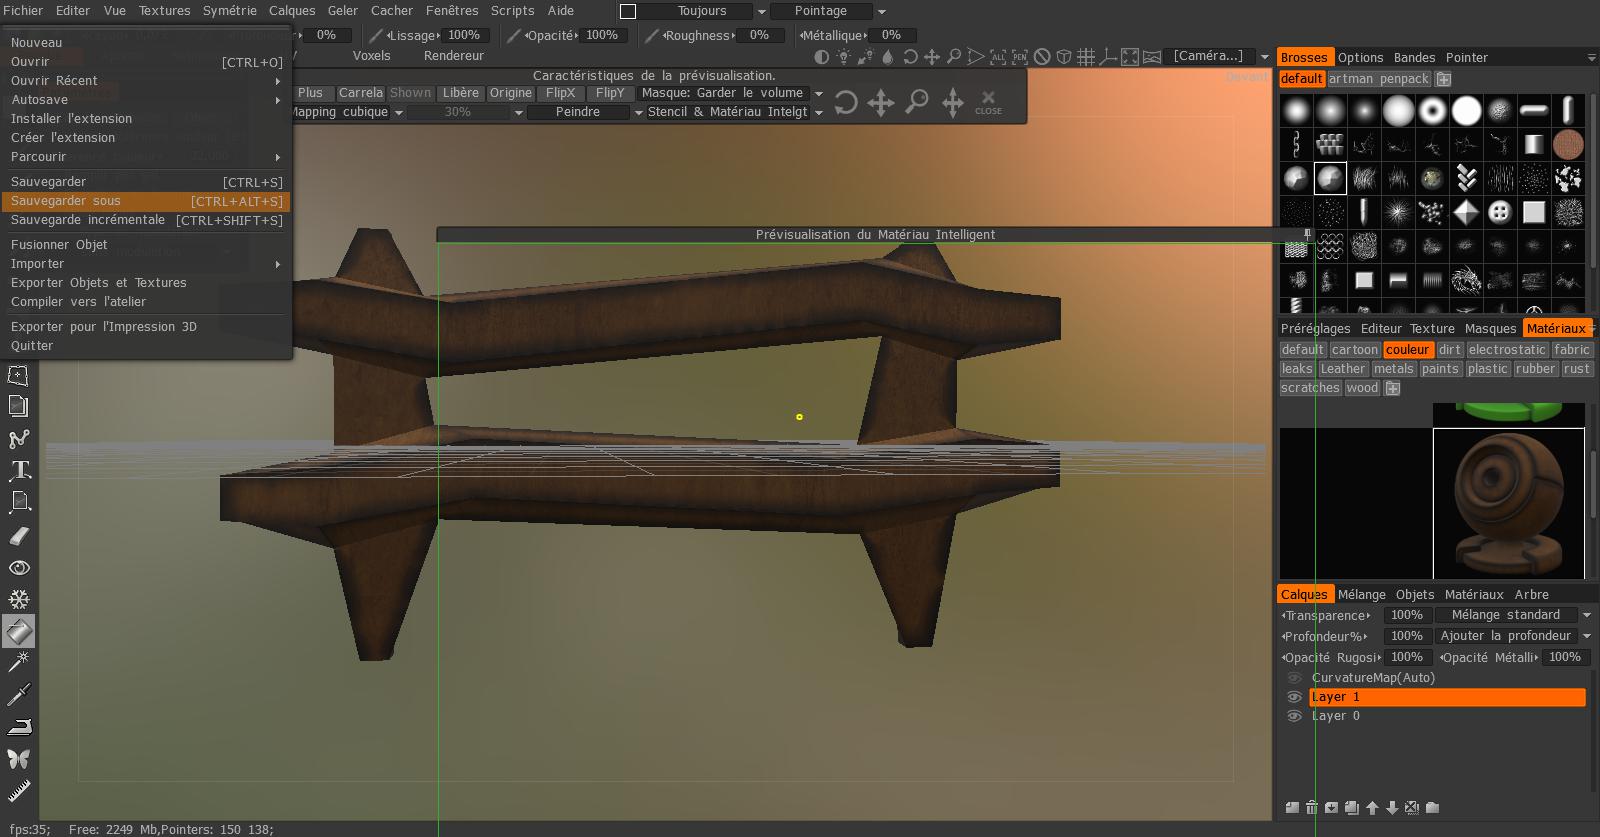 Fichier Editer Vue Textures Symétrie Calques Geler Cacher Fenêtres Scripts Aide Toujours Pointage
0% Lissage 100% Opacité 100% Roughness 0% Métallique 0%
Voxels Rendereur [Caméra...]
Nouveau
Ouvrir [CTRL+O]
Ouvrir Récent
Autosave
Installer l'extension
Créer l'extension
Parcourir
Sauvegarder [CTRL+S]
Sauvegarder sous [CTRL+ALT+S]
Sauvegarde incrémentale [CTRL+SHIFT+S]
Fusionner Objet
Importer
Exporter Objets et Textures
Compiler vers l'atelier
Exporter pour l'Impression 3D
Quitter
Caractéristiques de la prévisualisation.
Plus Carrela Shown Libère Origine FlipX FlipY Masque: Garder le volume
Mapping cubique 30% Peindre Stencil & Matériau Intelgt
CLOSE
Devant
Prévisualisation du Matériau Intelligent
Brosses Options Bandes Pointer
default artman penpack
Préréglages Editeur Texture Masques Matériaux
default cartoon couleur dirt electrostatic fabric
leaks Leather metals paints plastic rubber rust
scratches wood
Calques Mélange Objets Matériaux Arbre
Transparence 100% Mélange standard
Profondeur% 100% Ajouter la profondeur
Opacité Rugosi 100% Opacité Métalli 100%
CurvatureMap(Auto)
Layer 1
Layer 0
fps:35; Free: 2249 Mb,Pointers: 150 138;